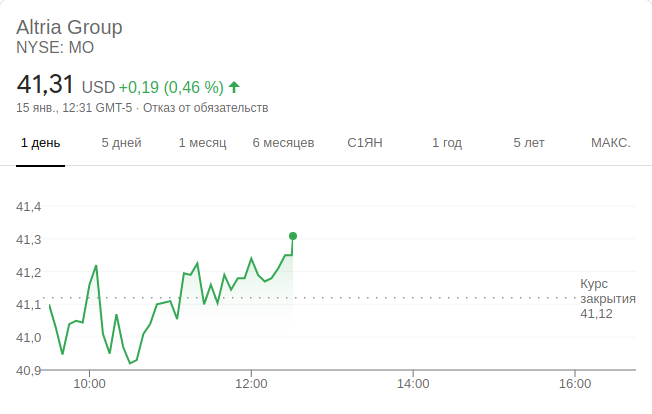 Altria Group
NYSE: MO
41,31 USD +0,19 (0,46 %)
15 янв., 12:31 GMT-5 · Отказ от обязательств
1 день 5 дней 1 месяц 6 месяцев С1ЯН 1 год 5 лет МАКС.
41,4
41,3
41,2
41,1
41,0
40,9
Курс
закрытия
41,12
10:00 12:00 14:00 16:00